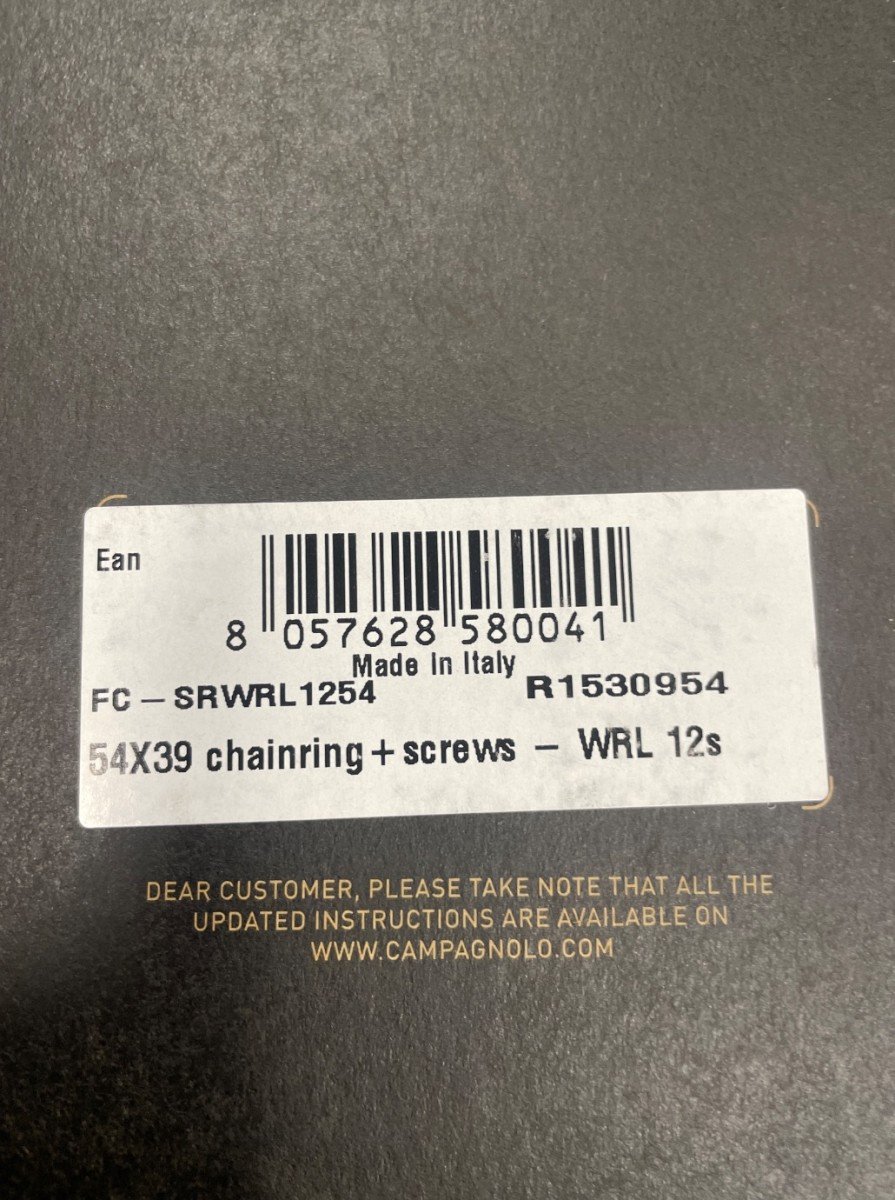 Ean
8 057628 580041
Made In Italy
FC – SRWRL1254 R1530954
54X39 chainring + screws – WRL 12s
DEAR CUSTOMER, PLEASE TAKE NOTE THAT ALL THE
UPDATED INSTRUCTIONS ARE AVAILABLE ON
WWW.CAMPAGNOLO.COM